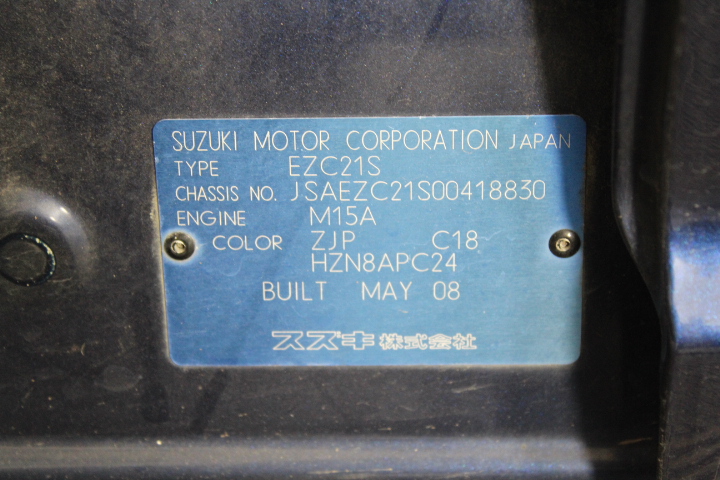 SUZUKI MOTOR CORPORATION JAPAN
TYPE EZC21S
CHASSIS NO. JSAEZC21S00418830
ENGINE M15A
COLOR ZJP C18
HZN8APC24
BUILT MAY 08
スズキ株式会社